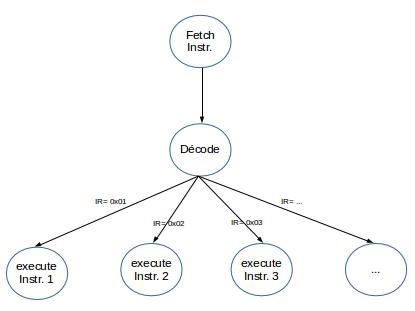 Fetch
Instr.
Décode
IR= 0x01
IR= 0x02
IR= 0x03
IR= ...
execute
Instr. 1
execute
Instr. 2
execute
Instr. 3
...